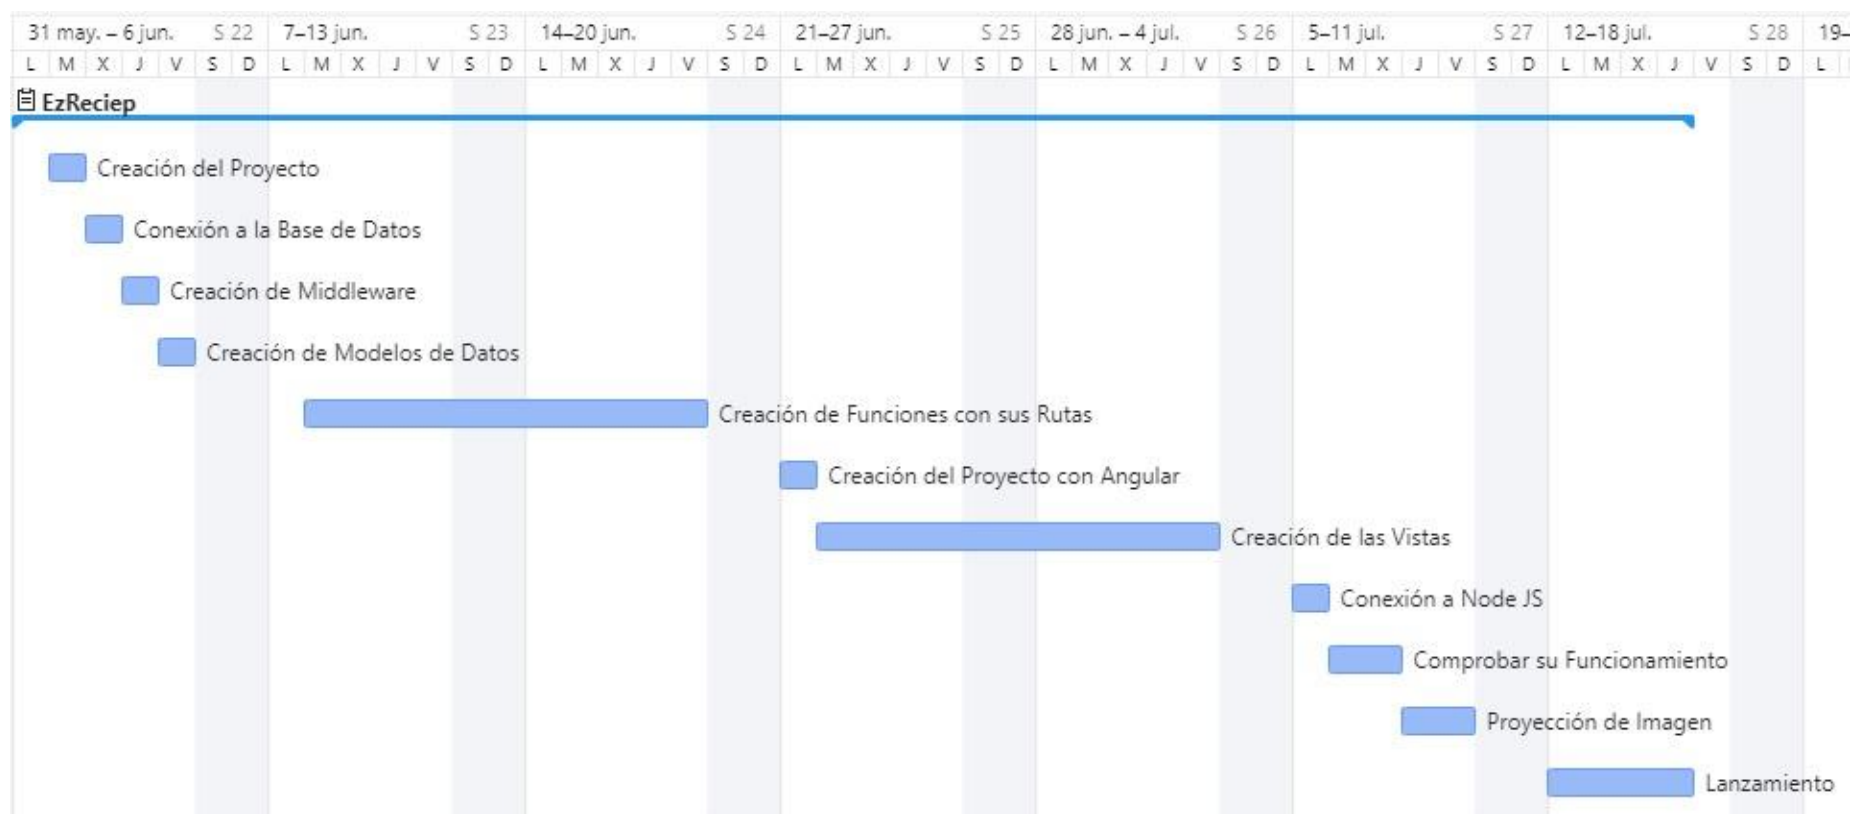 31 may. – 6 jun. S 22 7–13 jun. S 23 14–20 jun. S 24 21–27 jun. S 25 28 jun. – 4 jul. S 26 5–11 jul. S 27 12–18 jul. S 28 19–
L M X J V S D L M X J V S D L M X J V S D L M X J V S D L M X J V S D L M X J V S D L M X J V S D L
EzReciep
Creación del Proyecto
Conexión a la Base de Datos
Creación de Middleware
Creación de Modelos de Datos
Creación de Funciones con sus Rutas
Creación del Proyecto con Angular
Creación de las Vistas
Conexión a Node JS
Comprobar su Funcionamiento
Proyección de Imagen
Lanzamiento